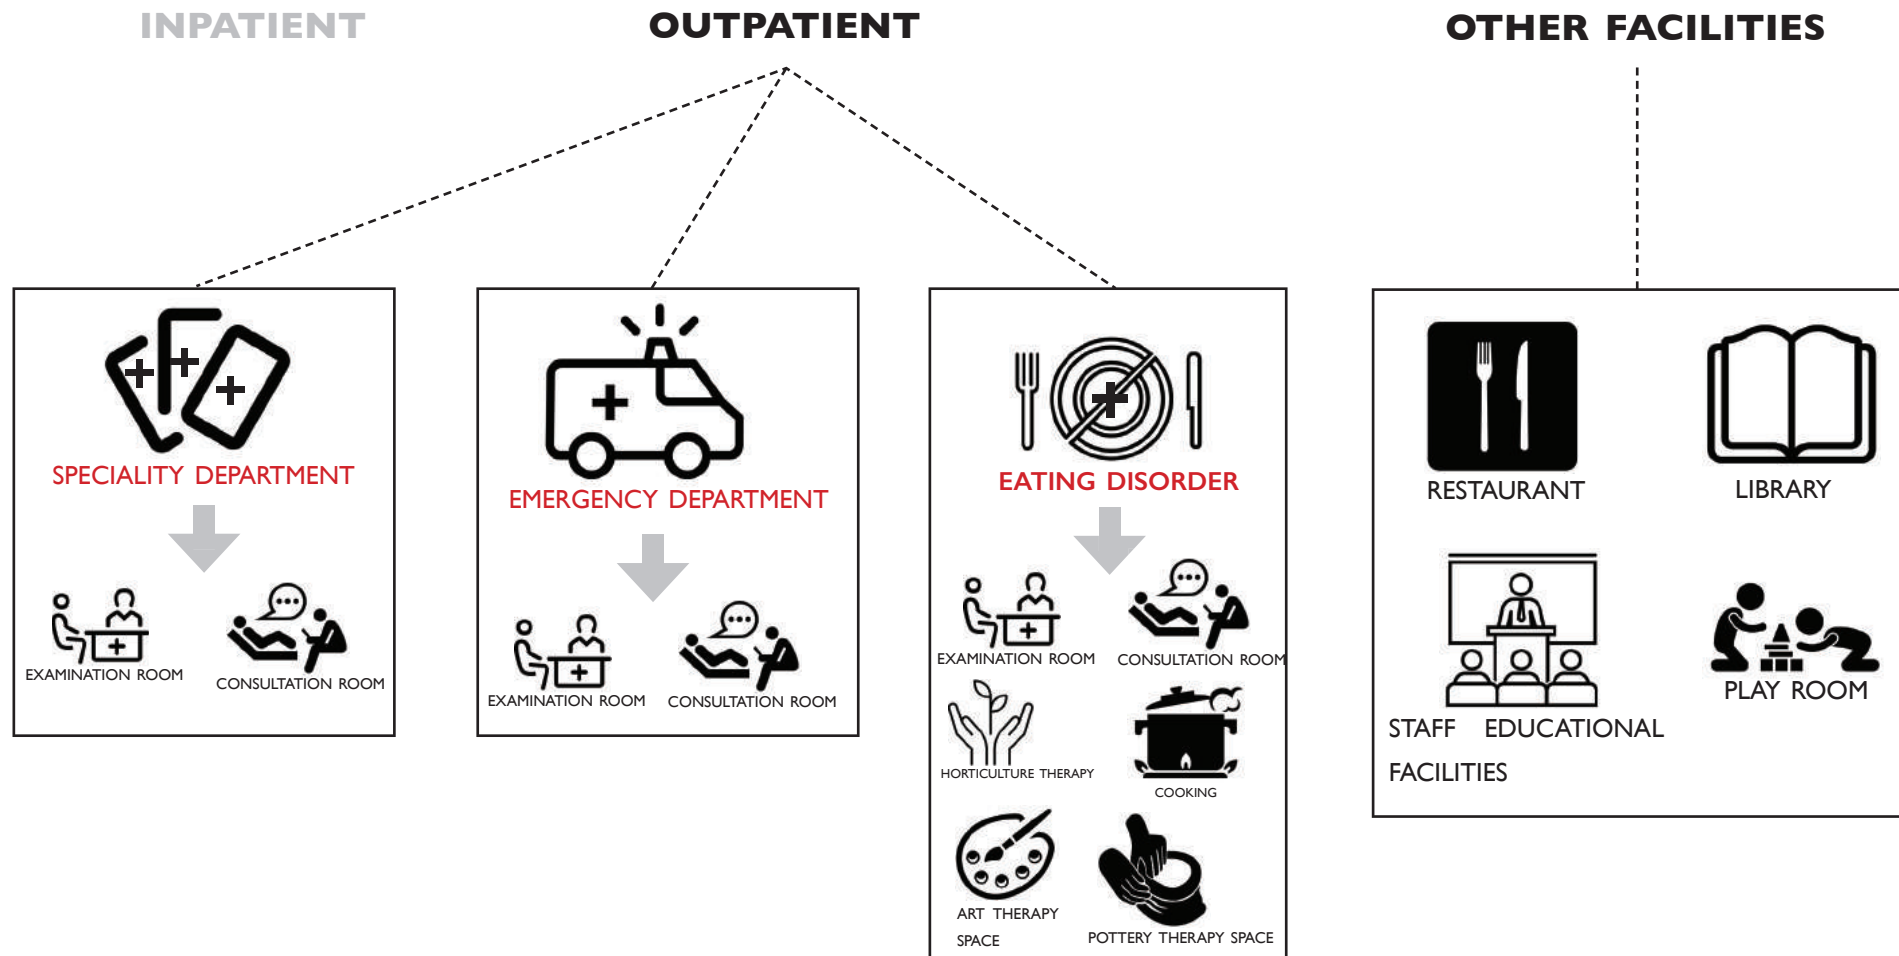 INPATIENT
OUTPATIENT
OTHER FACILITIES
SPECIALITY DEPARTMENT
EXAMINATION ROOM
CONSULTATION ROOM
EMERGENCY DEPARTMENT
EXAMINATION ROOM
CONSULTATION ROOM
EATING DISORDER
EXAMINATION ROOM
CONSULTATION ROOM
HORTICULTURE THERAPY
COOKING
ART THERAPY
SPACE
POTTERY THERAPY SPACE
RESTAURANT
LIBRARY
STAFF EDUCATIONAL
FACILITIES
PLAY ROOM